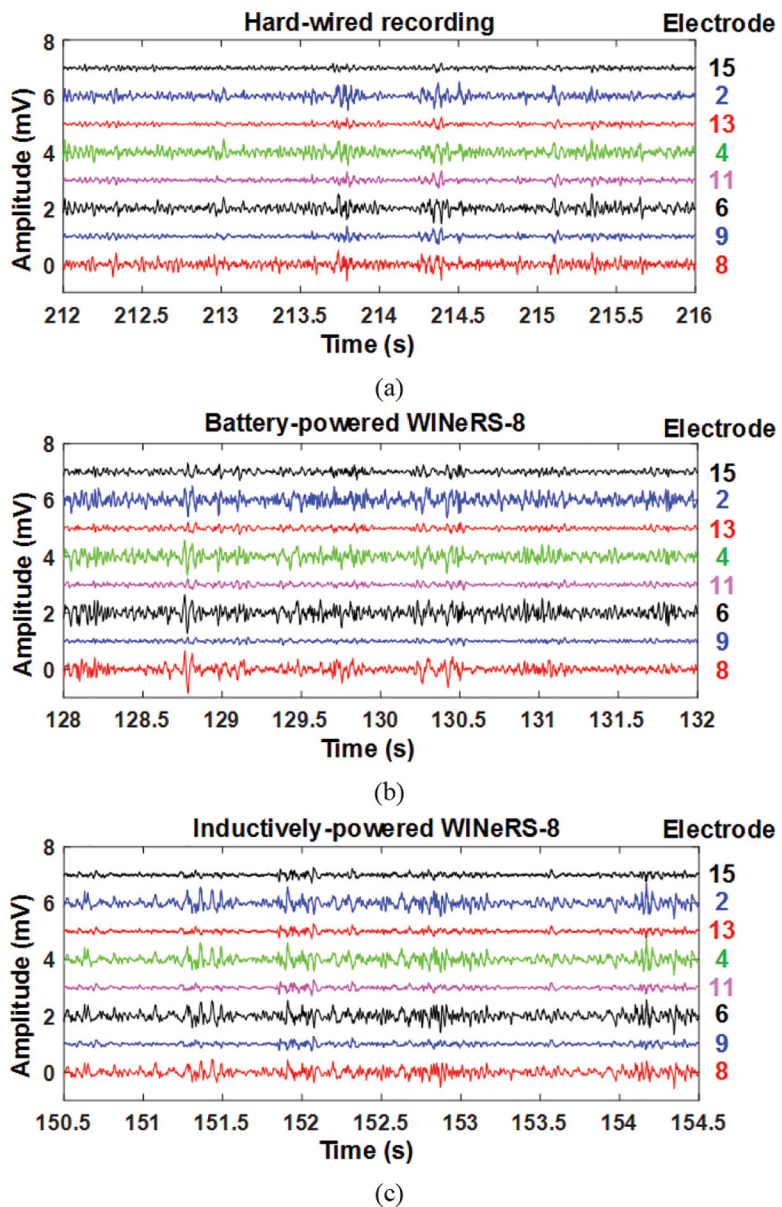 Hard-wired recording Electrode
8
6
4
2
0
Amplitude (mV)
15
2
13
4
11
6
9
8
212 212.5 213 213.5 214 214.5 215 215.5 216
Time (s)
(a)
Battery-powered WINeRS-8 Electrode
8
6
4
2
0
Amplitude (mV)
15
2
13
4
11
6
9
8
128 128.5 129 129.5 130 130.5 131 131.5 132
Time (s)
(b)
Inductively-powered WINeRS-8 Electrode
8
6
4
2
0
Amplitude (mV)
15
2
13
4
11
6
9
8
150.5 151 151.5 152 152.5 153 153.5 154 154.5
Time (s)
(c)